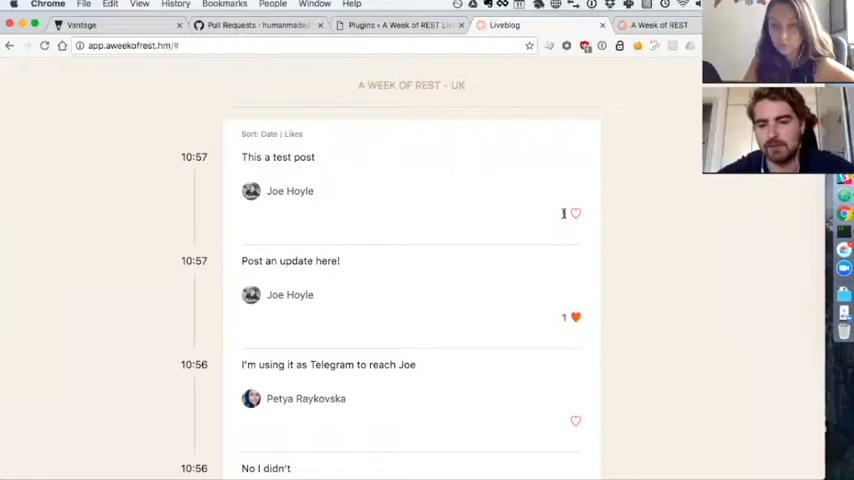 Chrome File Edit View History Bookmarks People Window Help
Vantage
Pull Requests · humanmade/
Plugins ‹ A Week of REST Live
Liveblog
A Week of REST
app.aweekofrest.hm/#
A WEEK OF REST - UK
Sort: Date | Likes
10:57
This a test post
Joe Hoyle
10:57
Post an update here!
Joe Hoyle
1
10:56
I'm using it as Telegram to reach Joe
Petya Raykovska
10:56
No I didn't